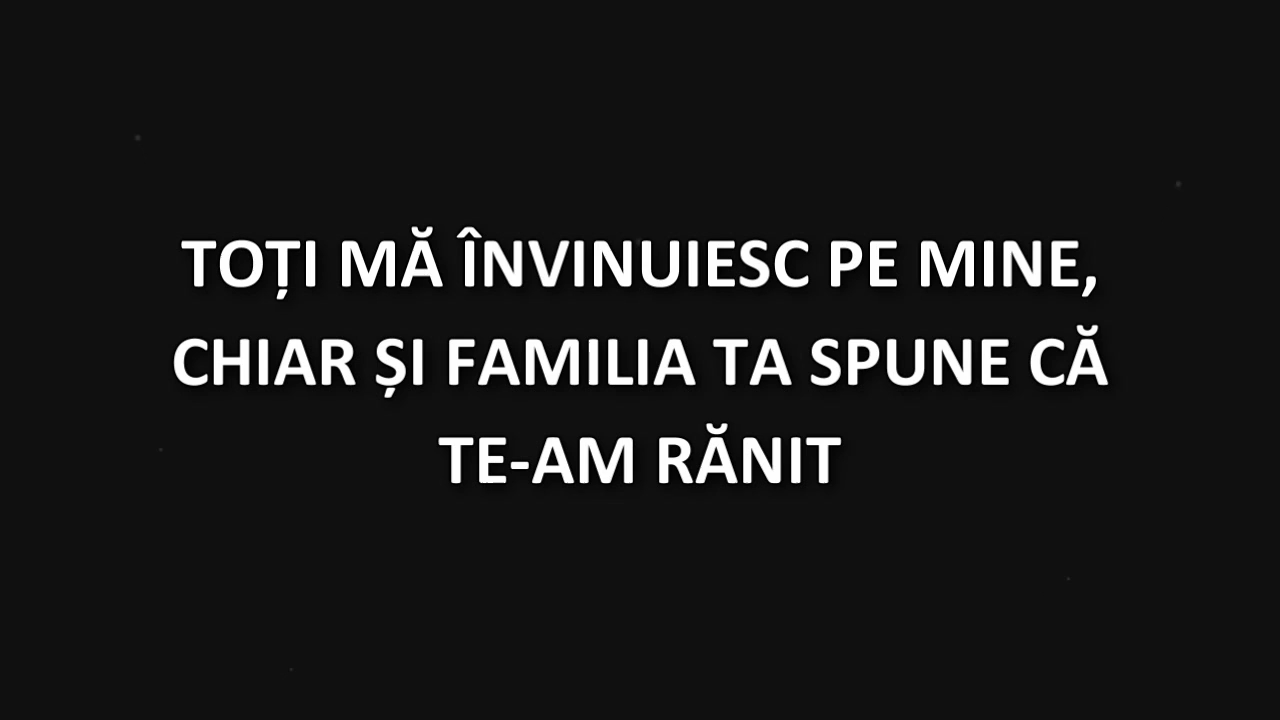 TOȚI MĂ ÎNVINUIESC PE MINE,
CHIAR ȘI FAMILIA TA SPUNE CĂ
TE-AM RĂNIT